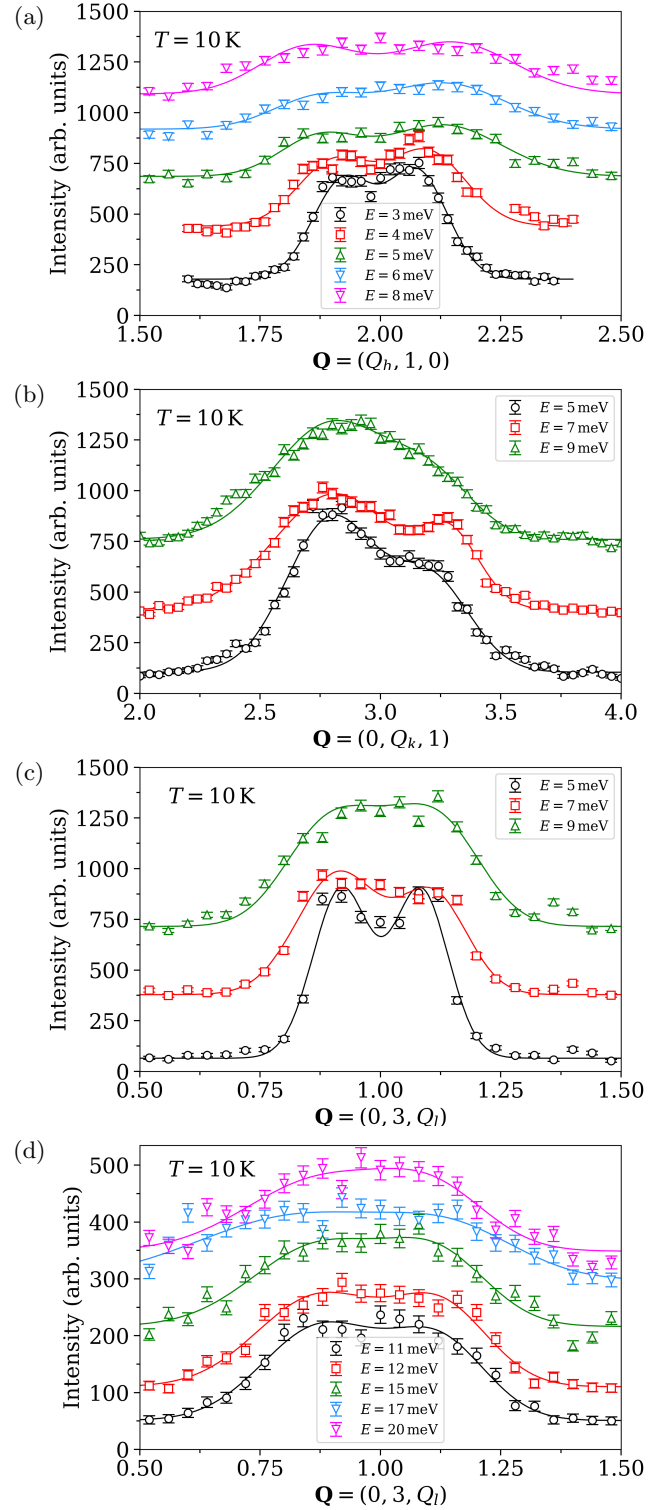 (a)
1500
1250
1000
750
500
250
0
Intensity (arb. units)
T = 10 K
E = 3 meV
E = 4 meV
E = 5 meV
E = 6 meV
E = 8 meV
1.50 1.75 2.00 2.25 2.50
Q = (Qₕ, 1, 0)
(b)
1500
1250
1000
750
500
250
0
Intensity (arb. units)
T = 10 K
E = 5 meV
E = 7 meV
E = 9 meV
2.0 2.5 3.0 3.5 4.0
Q = (0, Qₖ, 1)
(c)
1500
1250
1000
750
500
250
0
Intensity (arb. units)
T = 10 K
E = 5 meV
E = 7 meV
E = 9 meV
0.50 0.75 1.00 1.25 1.50
Q = (0, 3, Qₗ)
(d)
500
400
300
200
100
0
Intensity (arb. units)
T = 10 K
E = 11 meV
E = 12 meV
E = 15 meV
E = 17 meV
E = 20 meV
0.50 0.75 1.00 1.25 1.50
Q = (0, 3, Qₗ)